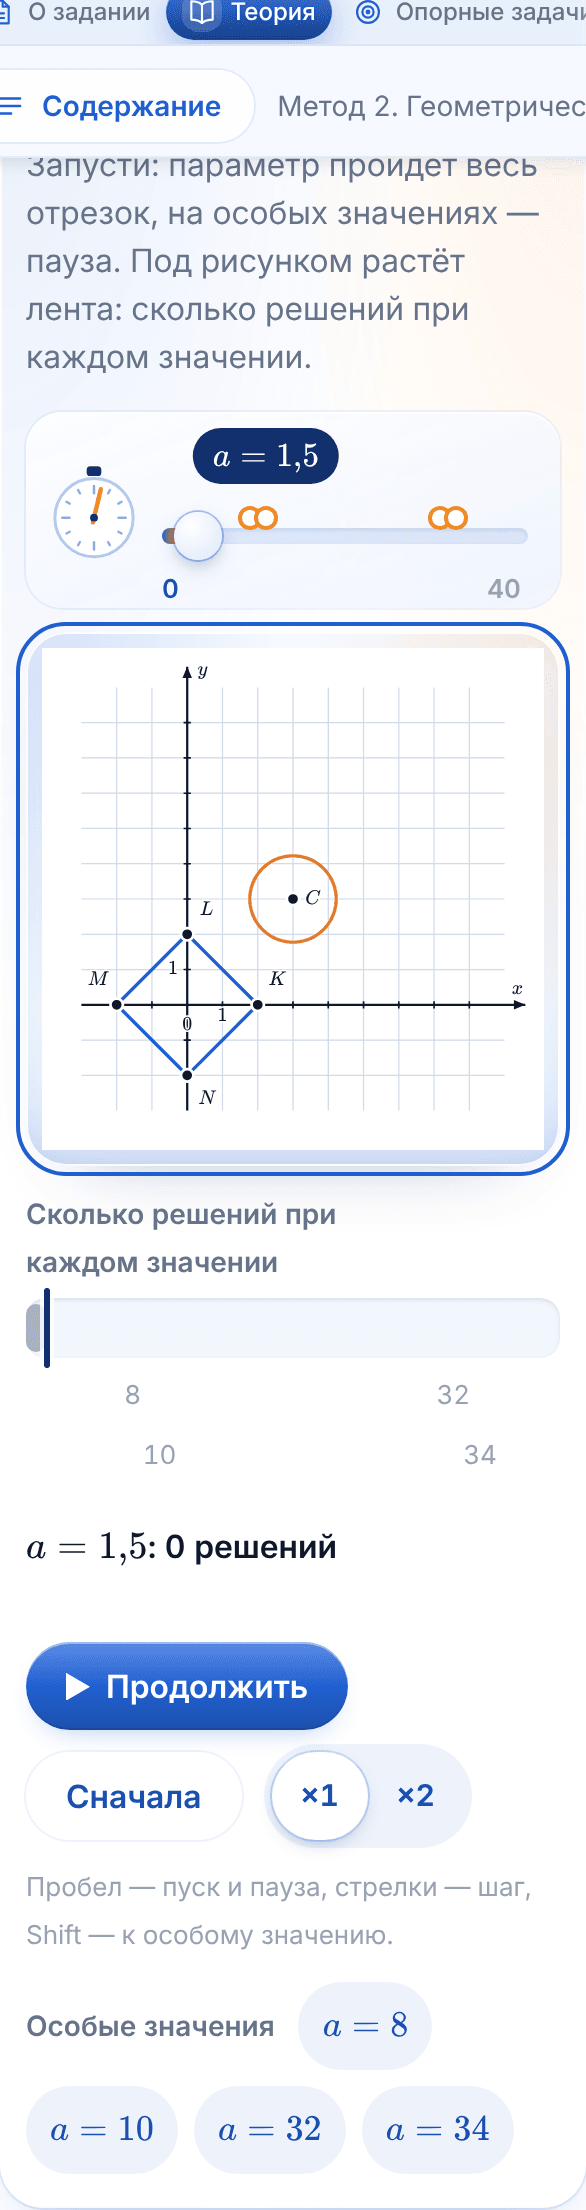 О задании
Теория
Опорные задачи
Содержание
Метод 2. Геометричес
Запусти: параметр пройдет весь
отрезок, на особых значениях —
пауза. Под рисунком растёт
лента: сколько решений при
каждом значении.
a = 1,5
0
40
y
C
L
1
M
K
x
0
1
N
Сколько решений при
каждом значении
8
32
10
34
a = 1,5: 0 решений
Продолжить
Сначала
×1
×2
Пробел — пуск и пауза, стрелки — шаг,
Shift — к особому значению.
Особые значения
a = 8
a = 10
a = 32
a = 34